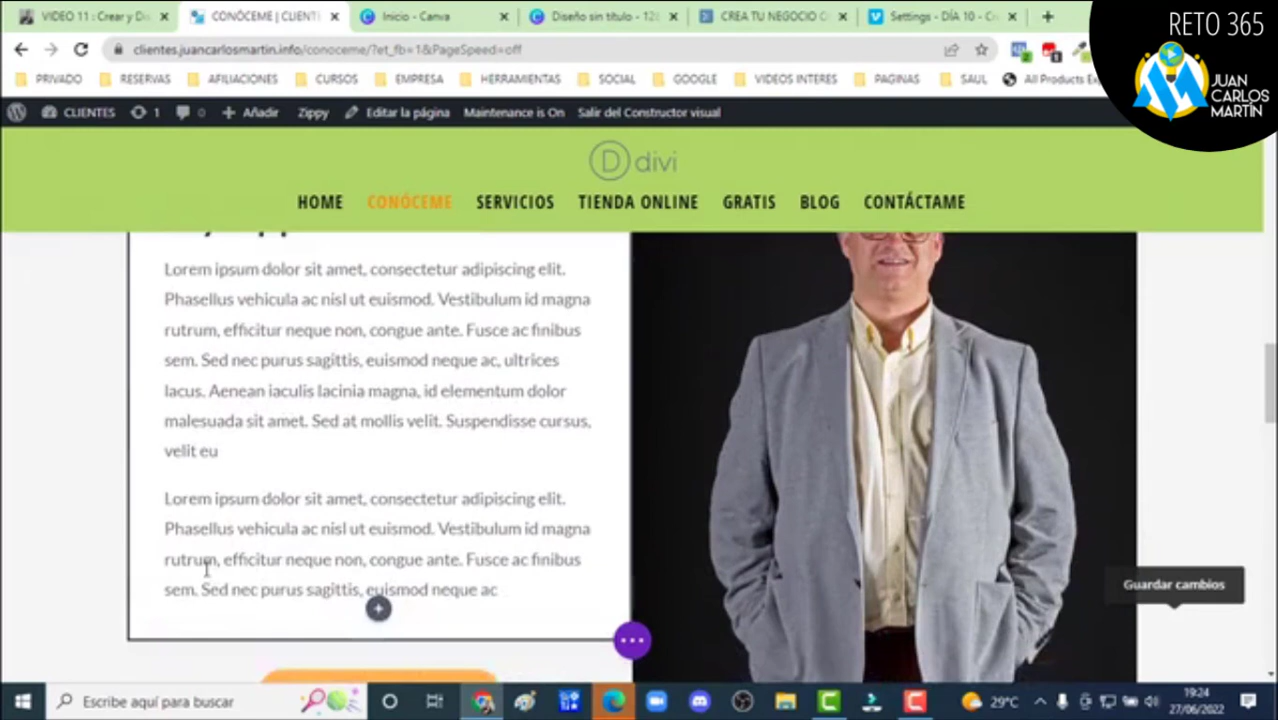 VIDEO 11 : Crear y Di
CONÓCEME | CLIENT
Inicio - Canva
Diseño sin título - 128
CREA TU NEGOCIO O
Settings - DÍA 10 - Cr
RETO 365
clientes.juancarlosmartin.info/conoceme/?et_fb=1&PageSpeed=off
JUAN
CARLOS
MARTÍN
PRIVADO
RESERVAS
AFILIACIONES
CURSOS
EMPRESA
HERRAMIENTAS
SOCIAL
GOOGLE
VIDEOS INTERES
PAGINAS
SAUL
All Products Ex
CLIENTES
1
0
Añadir
Zippy
Editar la página
Maintenance is On
Salir del Constructor visual
D divi
HOME
CONÓCEME
SERVICIOS
TIENDA ONLINE
GRATIS
BLOG
CONTÁCTAME
Lorem ipsum dolor sit amet, consectetur adipiscing elit.
Phasellus vehicula ac nisl ut euismod. Vestibulum id magna
rutrum, efficitur neque non, congue ante. Fusce ac finibus
sem. Sed nec purus sagittis, euismod neque ac, ultrices
lacus. Aenean iaculis lacinia magna, id elementum dolor
malesuada sit amet. Sed at mollis velit. Suspendisse cursus,
velit eu
Lorem ipsum dolor sit amet, consectetur adipiscing elit.
Phasellus vehicula ac nisl ut euismod. Vestibulum id magna
rutrum, efficitur neque non, congue ante. Fusce ac finibus
sem. Sed nec purus sagittis, euismod neque ac
Guardar cambios
Escribe aquí para buscar
29°C
19:24
27/06/2022